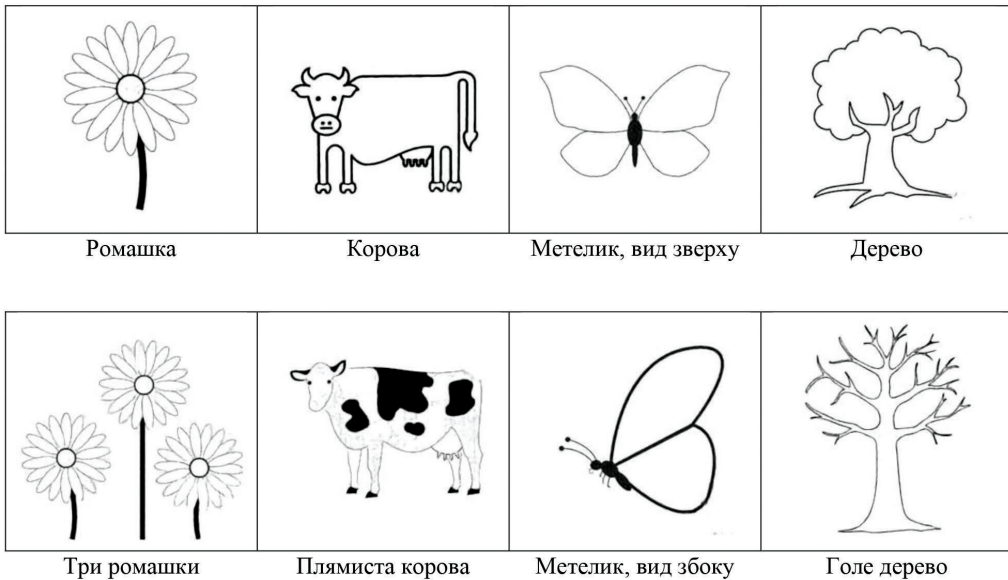 Ромашка
Корова
Метелик, вид зверху
Дерево
Три ромашки
Плямиста корова
Метелик, вид збоку
Голе дерево